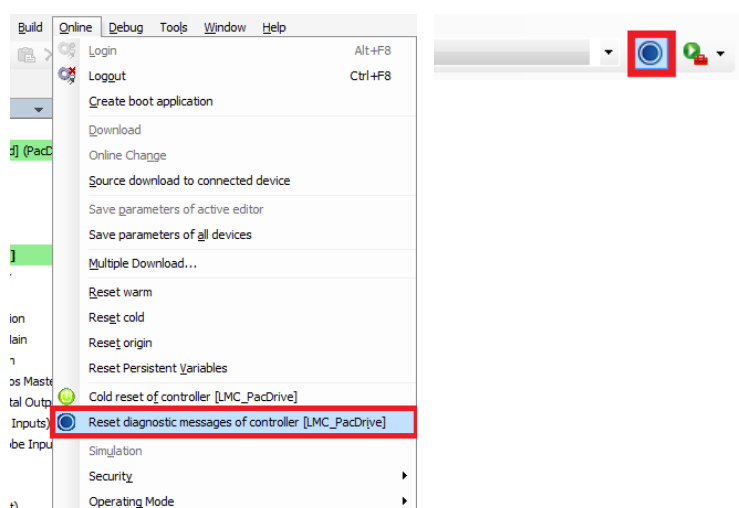 Build Online Debug Tools Window Help
Login Alt+F8
Logout Ctrl+F8
Create boot application
Download
d] (PacD
Online Change
Source download to connected device
Save parameters of active editor
Save parameters of all devices
]
Multiple Download...
Reset warm
ion
Reset cold
lain
Reset origin
n
Reset Persistent Variables
os Maste
Cold reset of controller [LMC_PacDrive]
tal Outp
Reset diagnostic messages of controller [LMC_PacDrive]
Inputs)
obe Inpu
Simulation
Security
Operating Mode
t)